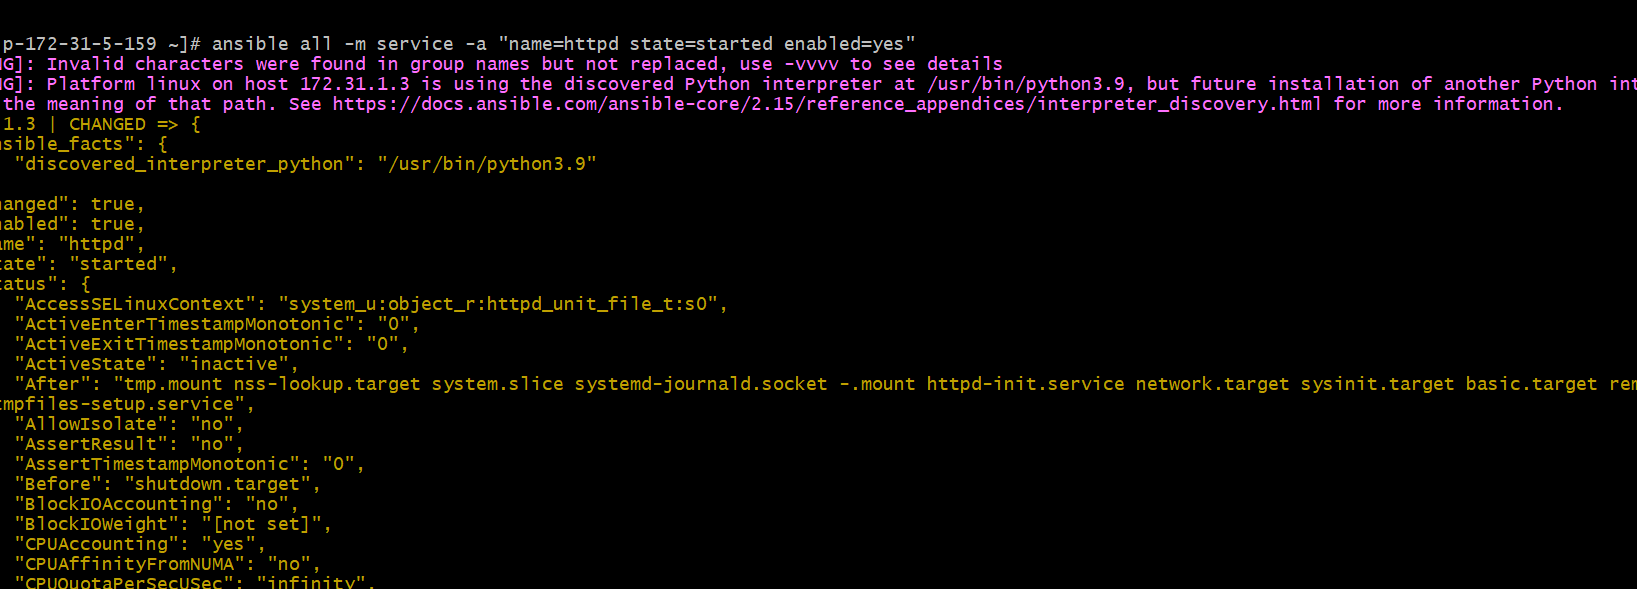 p-172-31-5-159 ~]# ansible all -m service -a "name=httpd state=started enabled=yes"
NG]: Invalid characters were found in group names but not replaced, use -vvvv to see details
NG]: Platform linux on host 172.31.1.3 is using the discovered Python interpreter at /usr/bin/python3.9, but future installation of another Python int
the meaning of that path. See https://docs.ansible.com/ansible-core/2.15/reference_appendices/interpreter_discovery.html for more information.
1.3 | CHANGED => {
nsible_facts": {
"discovered_interpreter_python": "/usr/bin/python3.9"
hanged": true,
nabled": true,
ame": "httpd",
tate": "started",
tatus": {
"AccessSELinuxContext": "system_u:object_r:httpd_unit_file_t:s0",
"ActiveEnterTimestampMonotonic": "0",
"ActiveExitTimestampMonotonic": "0",
"ActiveState": "inactive",
"After": "tmp.mount nss-lookup.target system.slice systemd-journald.socket -.mount httpd-init.service network.target sysinit.target basic.target rem
tmpfiles-setup.service",
"AllowIsolate": "no",
"AssertResult": "no",
"AssertTimestampMonotonic": "0",
"Before": "shutdown.target",
"BlockIOAccounting": "no",
"BlockIOWeight": "[not set]",
"CPUAccounting": "yes",
"CPUAffinityFromNUMA": "no",
"CPUQuotaPerSecUSec": "infinity",